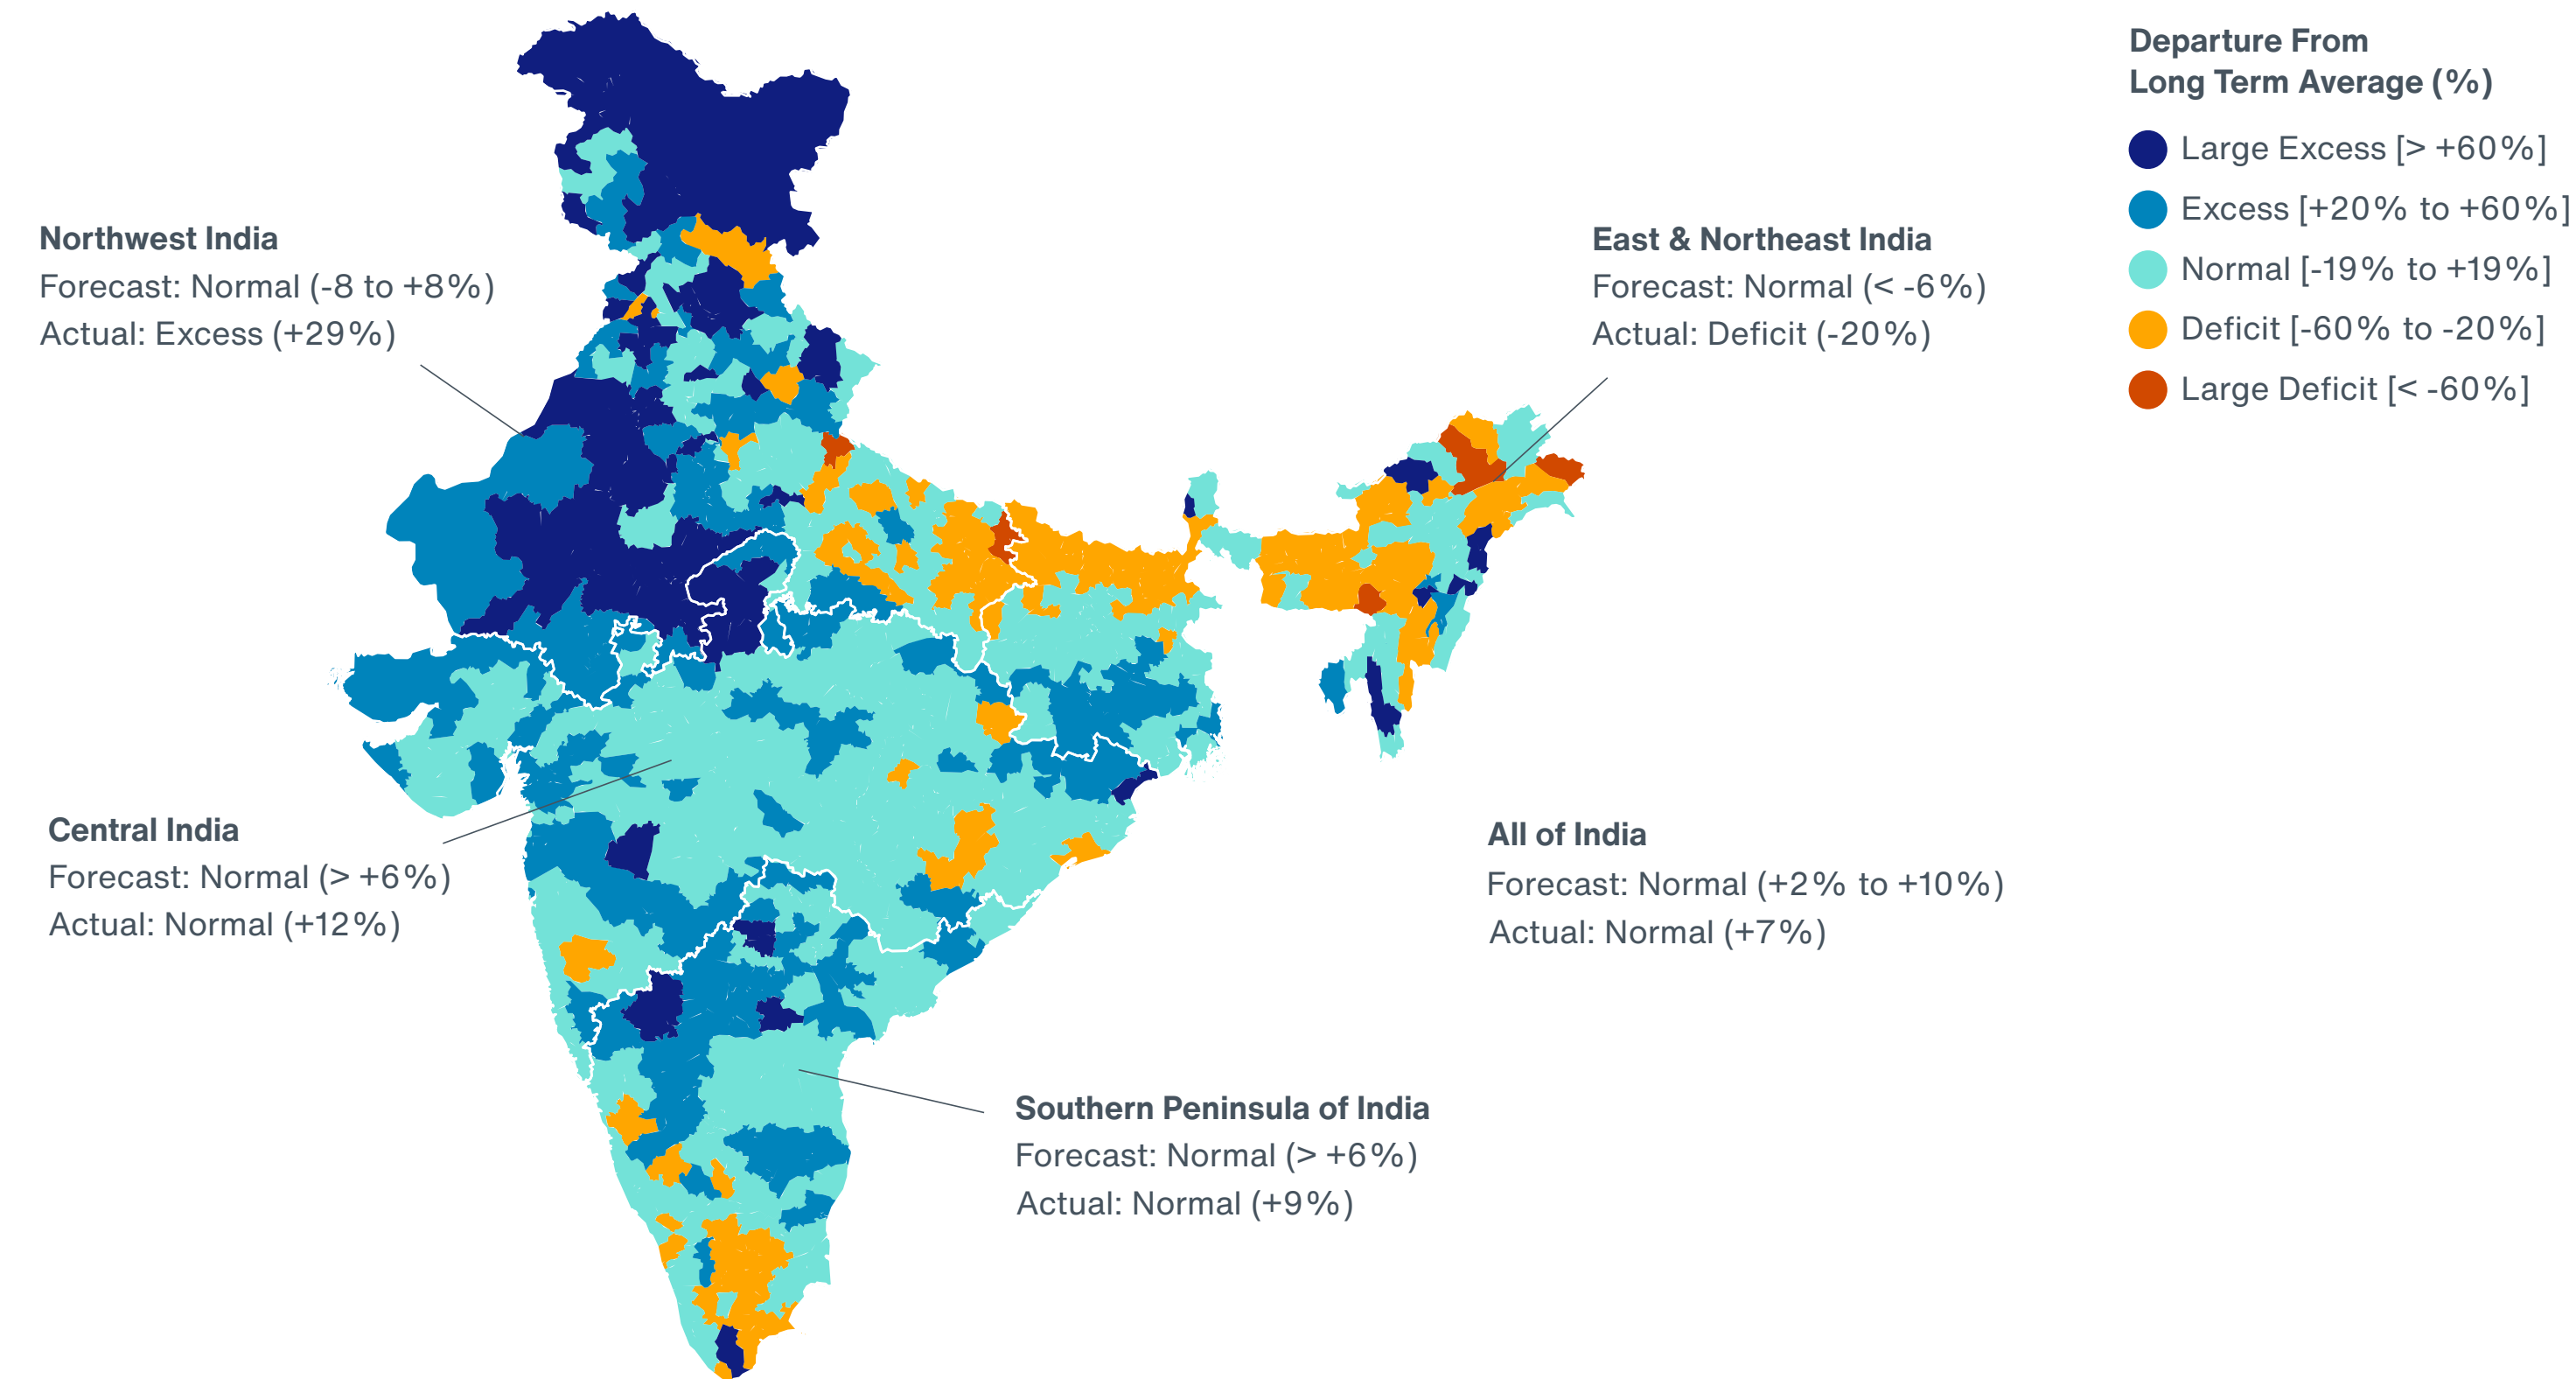 Departure From
Long Term Average (%)
Large Excess [> +60%]
Excess [+20% to +60%]
Normal [-19% to +19%]
Deficit [-60% to -20%]
Large Deficit [< -60%]
Northwest India
Forecast: Normal (-8 to +8%)
Actual: Excess (+29%)
East & Northeast India
Forecast: Normal (< -6%)
Actual: Deficit (-20%)
Central India
Forecast: Normal (> +6%)
Actual: Normal (+12%)
All of India
Forecast: Normal (+2% to +10%)
Actual: Normal (+7%)
Southern Peninsula of India
Forecast: Normal (> +6%)
Actual: Normal (+9%)